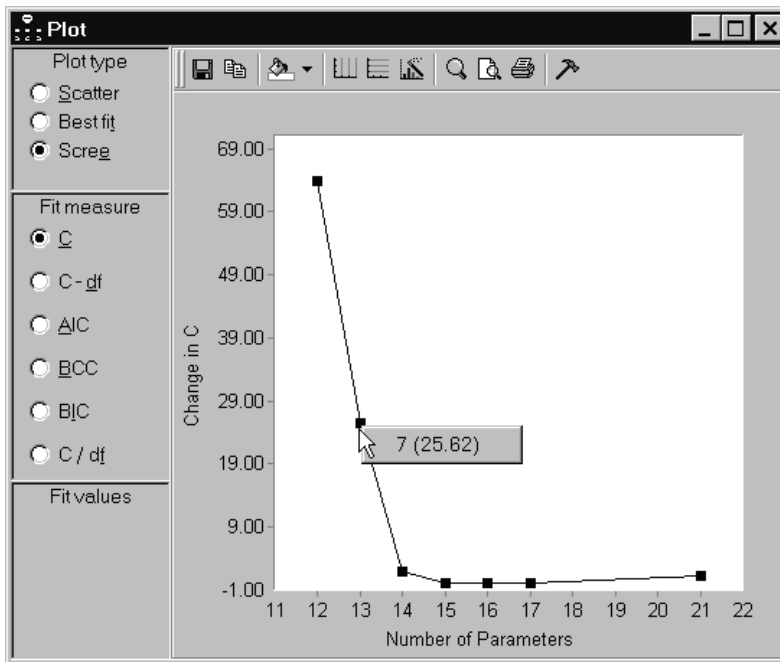 Plot
Plot type
Scatter
Best fit
Scree
Fit measure
C
C - df
AIC
BCC
BIC
C / df
Fit values
69.00
59.00
49.00
39.00
29.00
19.00
9.00
-1.00
Change in C
7 (25.62)
11 12 13 14 15 16 17 18 19 20 21 22
Number of Parameters